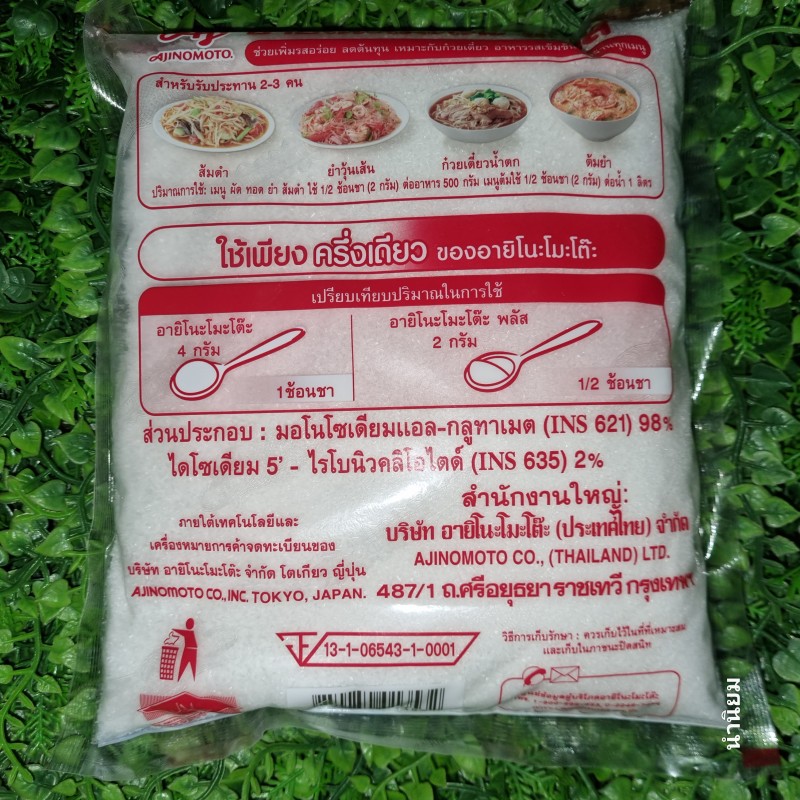 AJINOMOTO.
ช่วยเพิ่มรสอร่อย ลดต้นทุน เหมาะกับก๋วยเตี๋ยว
สำหรับรับประทาน 2-3 คน
ส้มตำ
ยำวุ้นเส้น
ก๋วยเตี๋ยวน้ำตก
ต้มยำ
ปริมาณการใช้: เมนู ผัด ทอด ยำ ส้มตำ ใช้ 1/2 ช้อนชา (2 กรัม) ต่ออาหาร 500 กรัม เมนูต้มใช้ 1/2 ช้อนชา (2 กรัม) ต่อน้ำ 1 ลิตร
ใช้เพียง ครึ่งเดียว ของอายิโนะโมะโต๊ะ
เปรียบเทียบปริมาณในการใช้
อายิโนะโมะโต๊ะ
4 กรัม
1ช้อนชา
อายิโนะโมะโต๊ะ พลัส
2 กรัม
1/2 ช้อนชา
ส่วนประกอบ : มอโนโซเดียมแอล-กลูทาเมต (INS 621) 98%
ไดโซเดียม 5' - ไรโบนิวคลิโอไตด์ (INS 635) 2%
สำนักงานใหญ่:
บริษัท อายิโนะโมะโต๊ะ (ประเทศไทย) จำกัด
AJINOMOTO CO., (THAILAND) LTD.
487/1 ถ.ศรีอยุธยา ราชเทวี กรุงเทพฯ
ภายใต้เทคโนโลยีและ
เครื่องหมายการค้าจดทะเบียนของ
บริษัท อายิโนะโมะโต๊ะ จำกัด โตเกียว ญี่ปุ่น
AJINOMOTO CO., INC. TOKYO, JAPAN.
13-1-06543-1-0001
วิธีการเก็บรักษา : ควรเก็บไว้ในที่ที่เหมาะสม
และเก็บในภาชนะปิดสนิท
นำนิยม